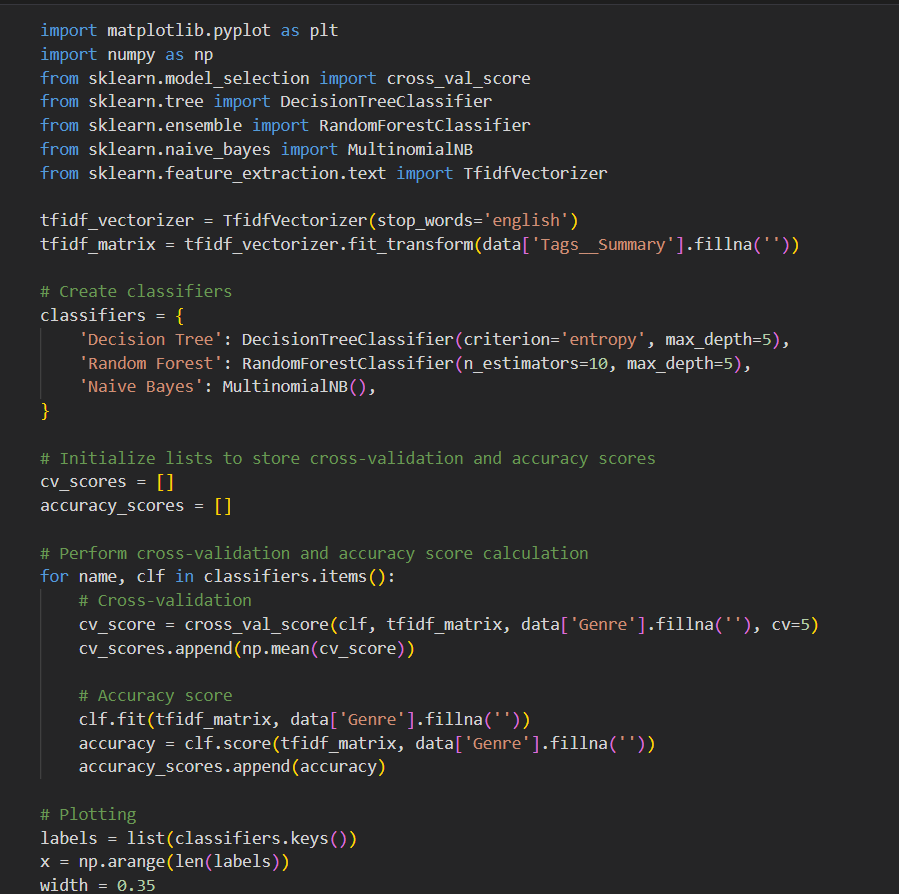 import matplotlib.pyplot as plt
import numpy as np
from sklearn.model_selection import cross_val_score
from sklearn.tree import DecisionTreeClassifier
from sklearn.ensemble import RandomForestClassifier
from sklearn.naive_bayes import MultinomialNB
from sklearn.feature_extraction.text import TfidfVectorizer

tfidf_vectorizer = TfidfVectorizer(stop_words='english')
tfidf_matrix = tfidf_vectorizer.fit_transform(data['Tags__Summary'].fillna(''))

# Create classifiers
classifiers = {
    'Decision Tree': DecisionTreeClassifier(criterion='entropy', max_depth=5),
    'Random Forest': RandomForestClassifier(n_estimators=10, max_depth=5),
    'Naive Bayes': MultinomialNB(),
}

# Initialize lists to store cross-validation and accuracy scores
cv_scores = []
accuracy_scores = []

# Perform cross-validation and accuracy score calculation
for name, clf in classifiers.items():
    # Cross-validation
    cv_score = cross_val_score(clf, tfidf_matrix, data['Genre'].fillna(''), cv=5)
    cv_scores.append(np.mean(cv_score))

    # Accuracy score
    clf.fit(tfidf_matrix, data['Genre'].fillna(''))
    accuracy = clf.score(tfidf_matrix, data['Genre'].fillna(''))
    accuracy_scores.append(accuracy)

# Plotting
labels = list(classifiers.keys())
x = np.arange(len(labels))
width = 0.35